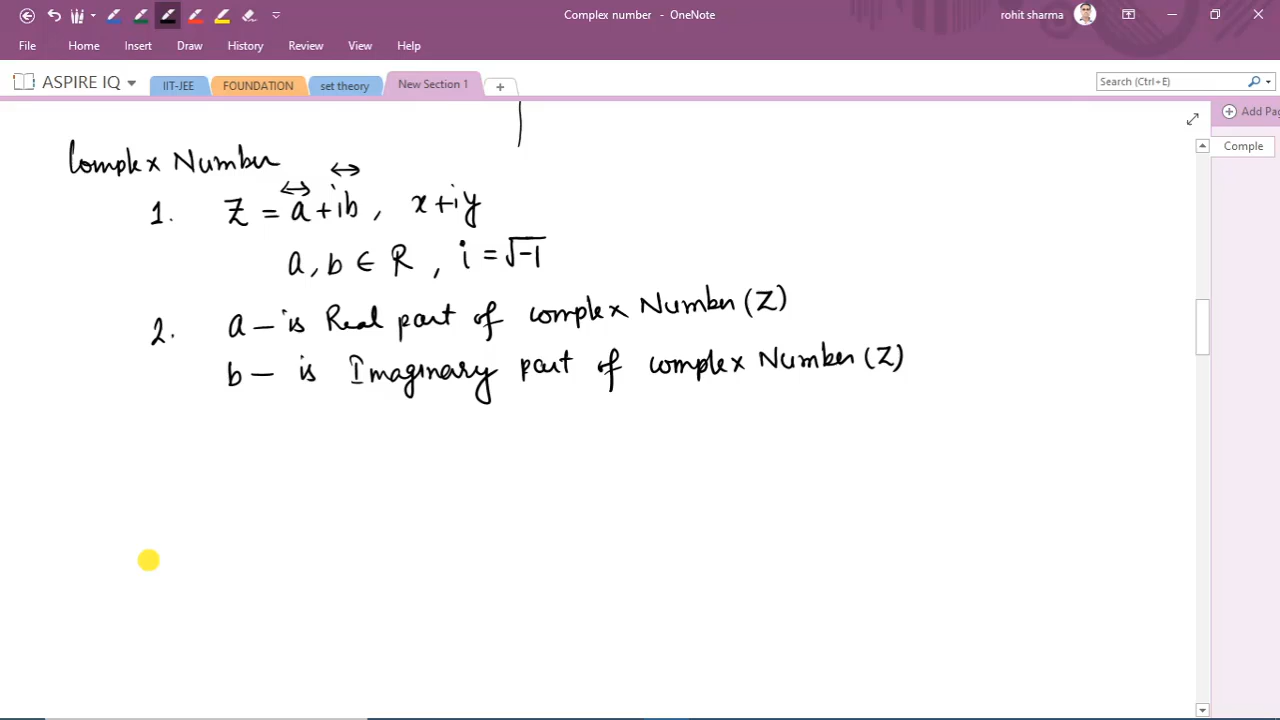 Complex number - OneNote
rohit sharma
File Home Insert Draw History Review View Help
ASPIRE IQ IIT-JEE FOUNDATION set theory New Section 1 +
Search (Ctrl+E)
Add Pag
Comple
Complex Number
1. Z = a+ib, x+iy
a, b ∈ R, i = √-1
2. a — is Real part of complex Number (Z)
b — is Imaginary part of complex Number (Z)